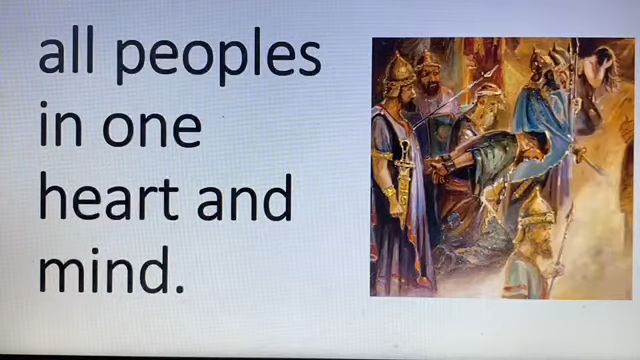 all peoples
in one
heart and
mind.